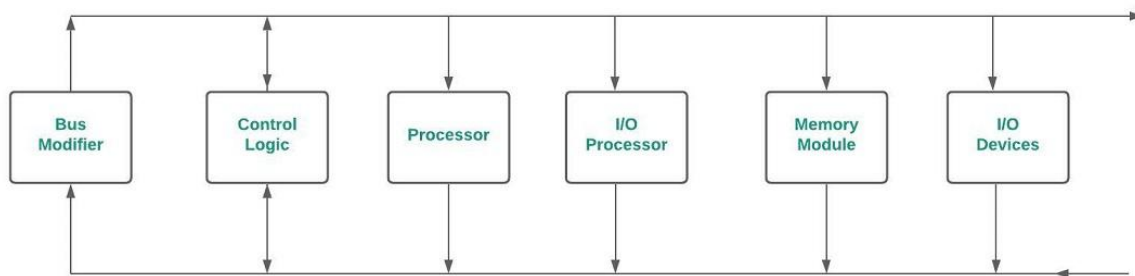 Bus
Modifier
Control
Logic
Processor
I/O
Processor
Memory
Module
I/O
Devices